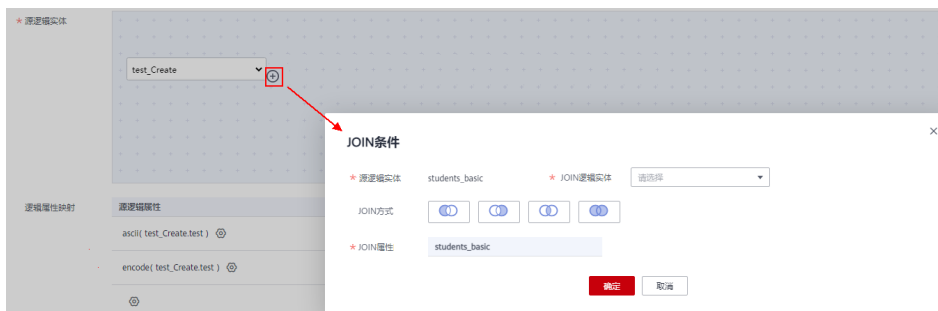 * 源逻辑实体
test_Create
JOIN条件
* 源逻辑实体 students_basic * JOIN逻辑实体 请选择
JOIN方式
* JOIN属性 students_basic
确定 取消
逻辑属性映射 源逻辑属性
ascii( test_Create.test )
encode( test_Create.test )